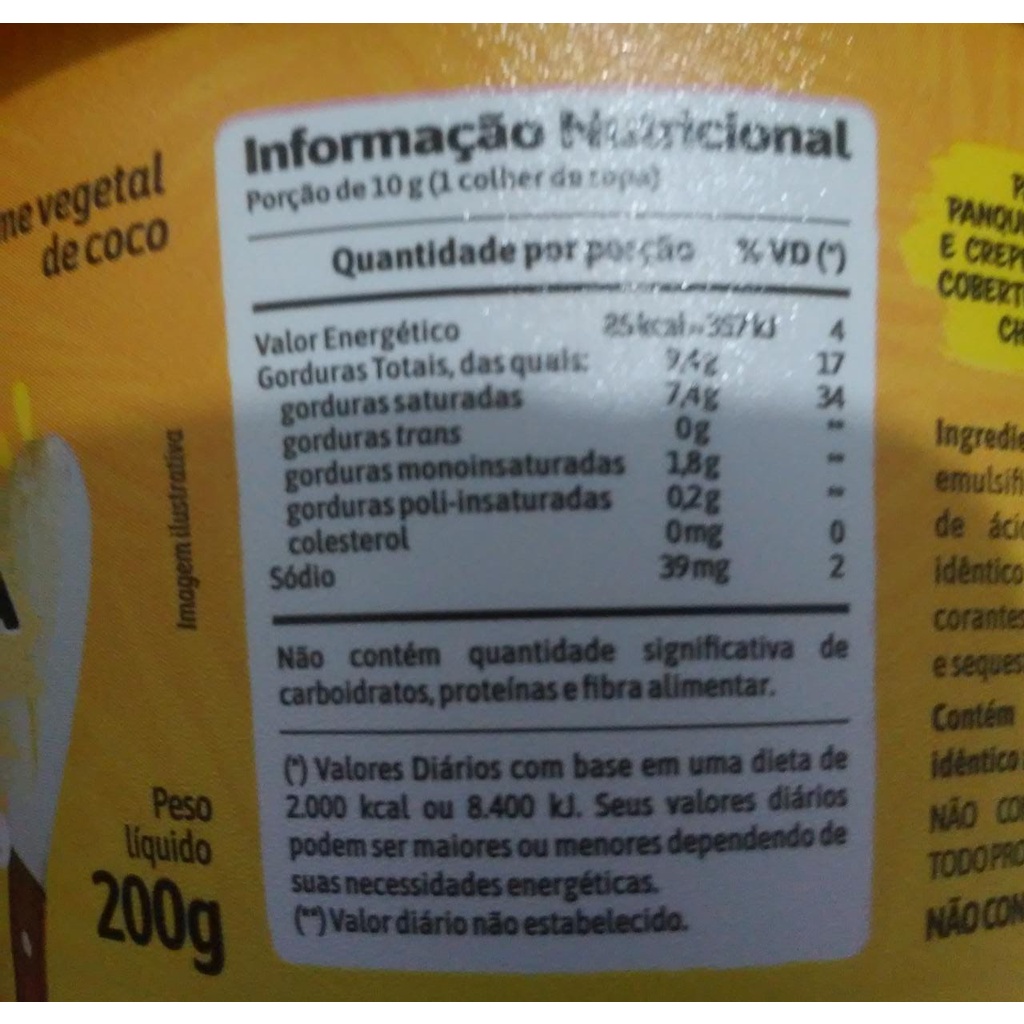 me vegetal
de coco
Imagem ilustrativa
Peso
líquido
200g
Informação Nutricional
Porção de 10 g (1 colher de sopa)
Quantidade por porção % VD (*)
Valor Energético 85 kcal = 357 kJ 4
Gorduras Totais, das quais: 9,4g 17
gorduras saturadas 7,4g 34
gorduras trans 0g **
gorduras monoinsaturadas 1,8g **
gorduras poli-insaturadas 0,2g **
colesterol 0mg 0
Sódio 39mg 2
Não contém quantidade significativa de
carboidratos, proteínas e fibra alimentar.
(*) Valores Diários com base em uma dieta de
2.000 kcal ou 8.400 kJ. Seus valores diários
podem ser maiores ou menores dependendo de
suas necessidades energéticas.
(**) Valor diário não estabelecido.
P
PANQU
E CREP
COBERT
CH
Ingredie
emulsifi
de áci
idêntico
corantes
e seques
Contém
idêntico
NÃO CO
TODO PRO
NÃO CON